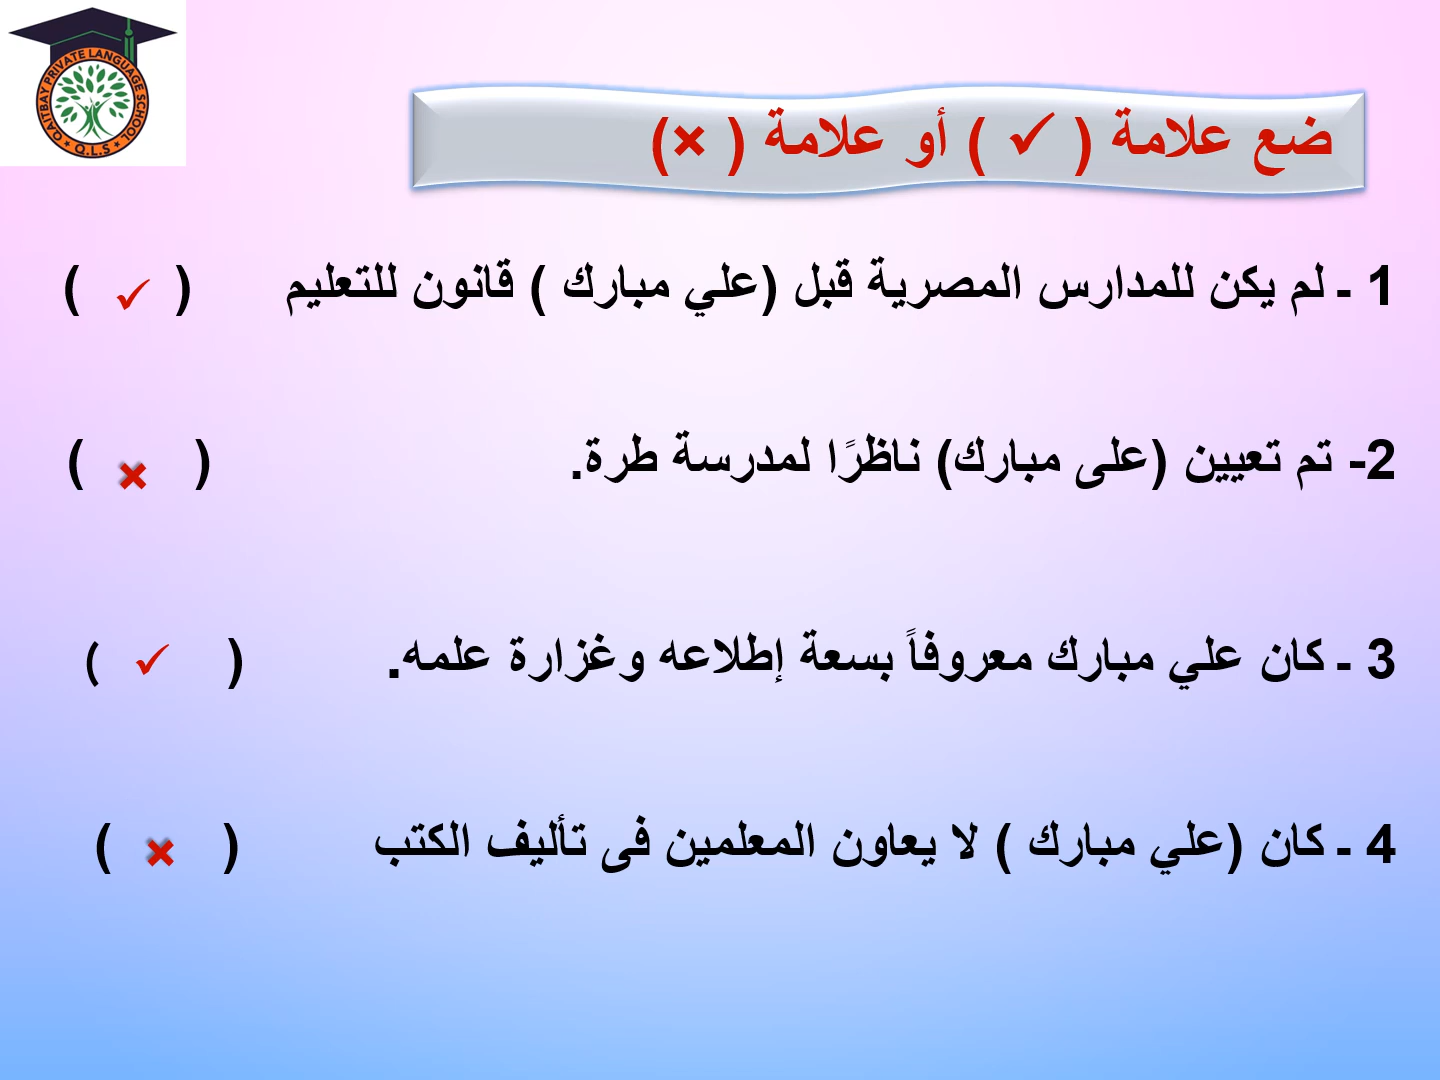 QAITBAY PRIVATE LANGUAGE SCHOOL
Q.L.S
ضع علامة ( ✓ ) أو علامة ( ×)
1 ـ لم يكن للمدارس المصرية قبل (علي مبارك ) قانون للتعليم ( ✓ )
2- تم تعيين (على مبارك) ناظرًا لمدرسة طرة. ( × )
3 ـ كان علي مبارك معروفاً بسعة إطلاعه وغزارة علمه. ( ✓ )
4 ـ كان (علي مبارك ) لا يعاون المعلمين فى تأليف الكتب ( × )